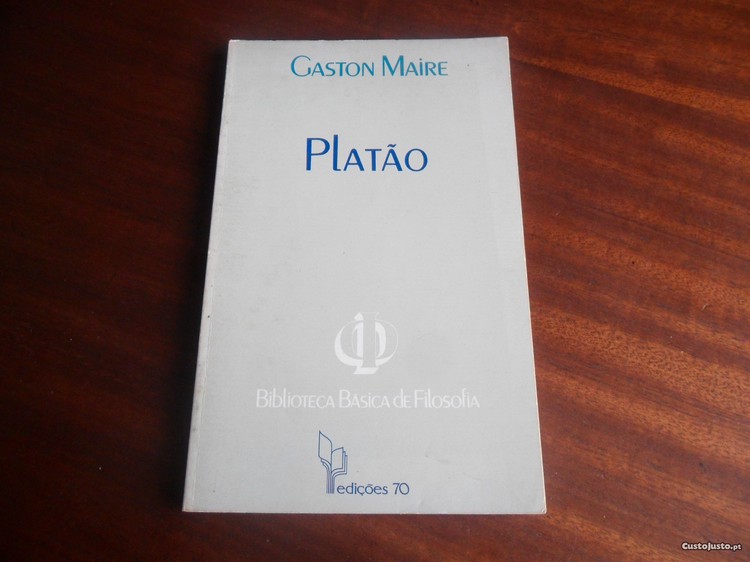 Gaston Maire
Platão
Biblioteca Básica de Filosofia
edições 70
CustoJusto.pt